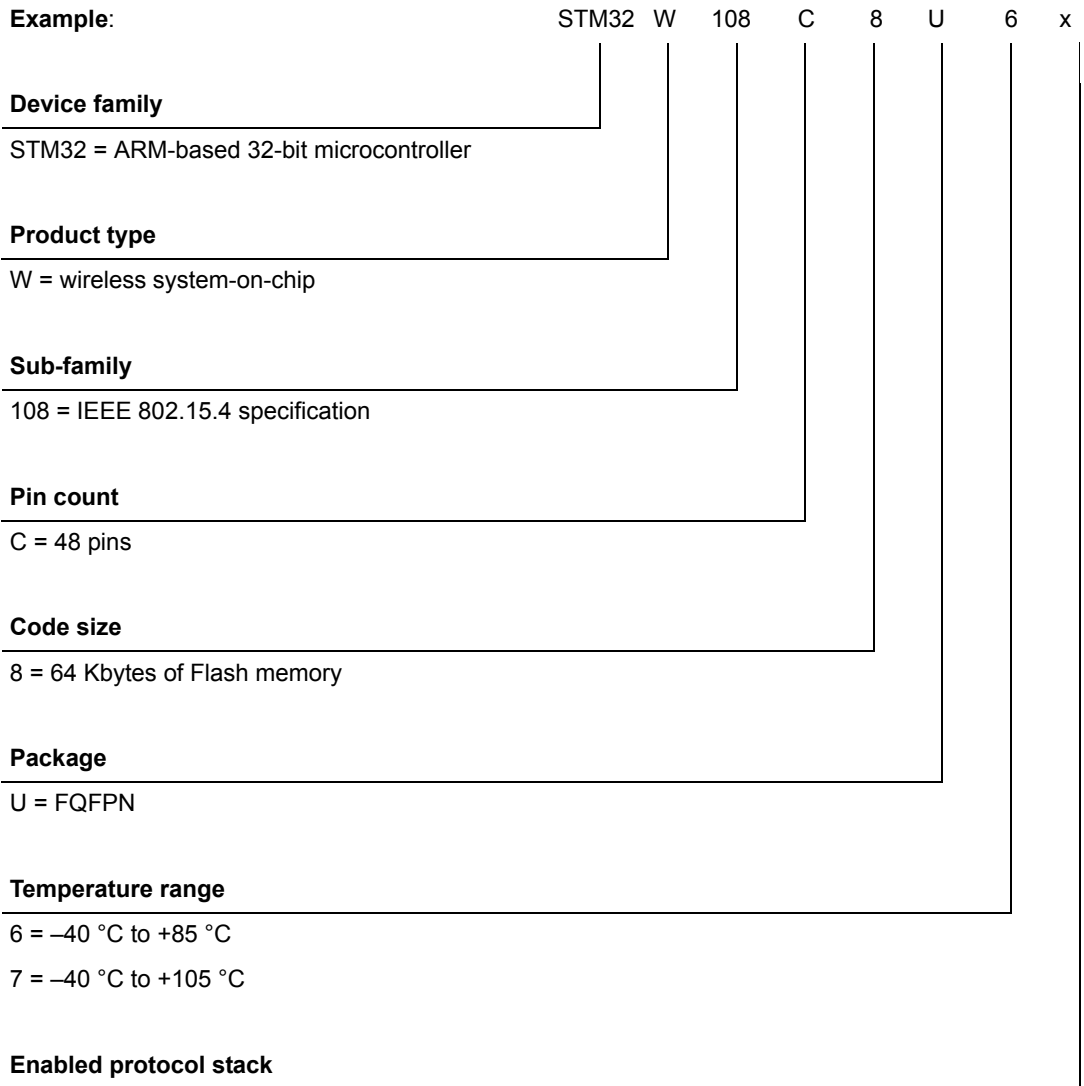 Example: STM32 W 108 C 8 U 6 x
Device family
STM32 = ARM-based 32-bit microcontroller
Product type
W = wireless system-on-chip
Sub-family
108 = IEEE 802.15.4 specification
Pin count
C = 48 pins
Code size
8 = 64 Kbytes of Flash memory
Package
U = FQFPN
Temperature range
6 = –40 °C to +85 °C
7 = –40 °C to +105 °C
Enabled protocol stack